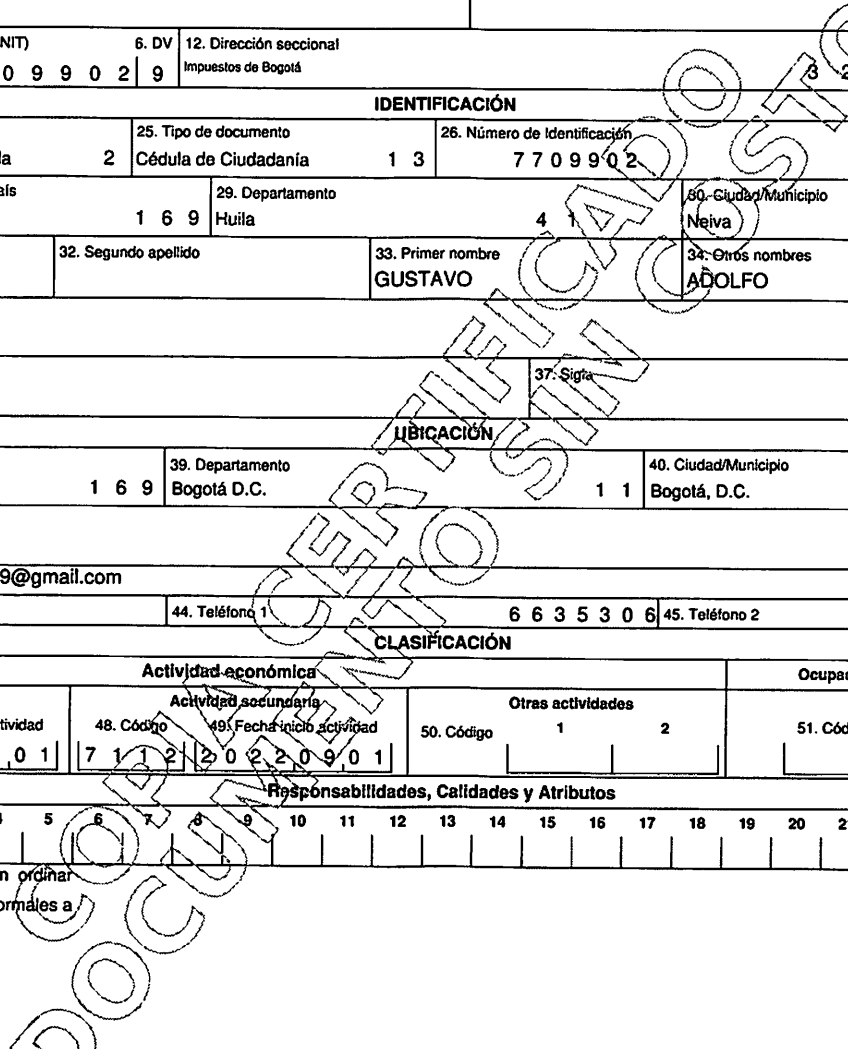 NIT) 6. DV 12. Dirección seccional
0 9 9 0 2 9 Impuestos de Bogotá 3 2
IDENTIFICACIÓN
25. Tipo de documento 26. Número de Identificación
2 Cédula de Ciudadanía 1 3 7 7 0 9 9 0 2
29. Departamento 30. Ciudad/Municipio
1 6 9 Huila 4 1 Neiva
32. Segundo apellido 33. Primer nombre 34. Otros nombres
GUSTAVO ADOLFO
37. Sigla
UBICACIÓN
39. Departamento 40. Ciudad/Municipio
1 6 9 Bogotá D.C. 1 1 Bogotá, D.C.
9@gmail.com
44. Teléfono 1 6 6 3 5 3 0 6 45. Teléfono 2
CLASIFICACIÓN
Actividad económica Ocupac
Actividad secundaria Otras actividades
tividad 48. Código 49. Fecha inicio actividad 50. Código 1 2 51. Cód
0 1 7 1 1 2 2 0 2 2 0 9 0 1
Responsabilidades, Calidades y Atributos
5 6 7 8 9 10 11 12 13 14 15 16 17 18 19 20
n ordinar
ormales a
COPIA CERTIFICADO
DOCUMENTO SIN COSTO